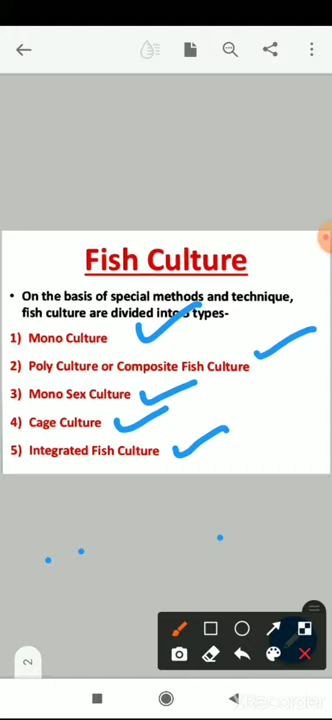 Fish Culture
• On the basis of special methods and technique,
fish culture are divided into 5 types-
1) Mono Culture
2) Poly Culture or Composite Fish Culture
3) Mono Sex Culture
4) Cage Culture
5) Integrated Fish Culture
2
XRecorder